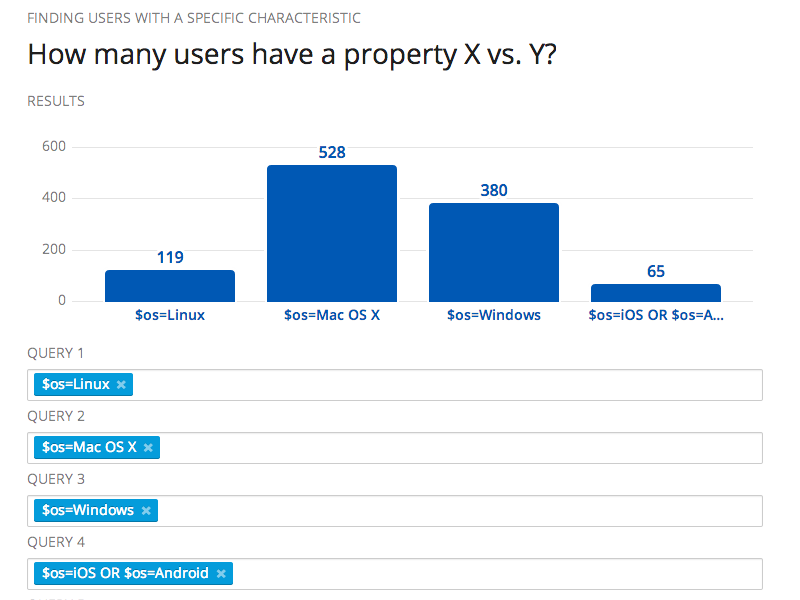 FINDING USERS WITH A SPECIFIC CHARACTERISTIC
How many users have a property X vs. Y?
RESULTS
600
400
200
0
119
528
380
65
$os=Linux
$os=Mac OS X
$os=Windows
$os=iOS OR $os=A...
QUERY 1
$os=Linux ×
QUERY 2
$os=Mac OS X ×
QUERY 3
$os=Windows ×
QUERY 4
$os=iOS OR $os=Android ×